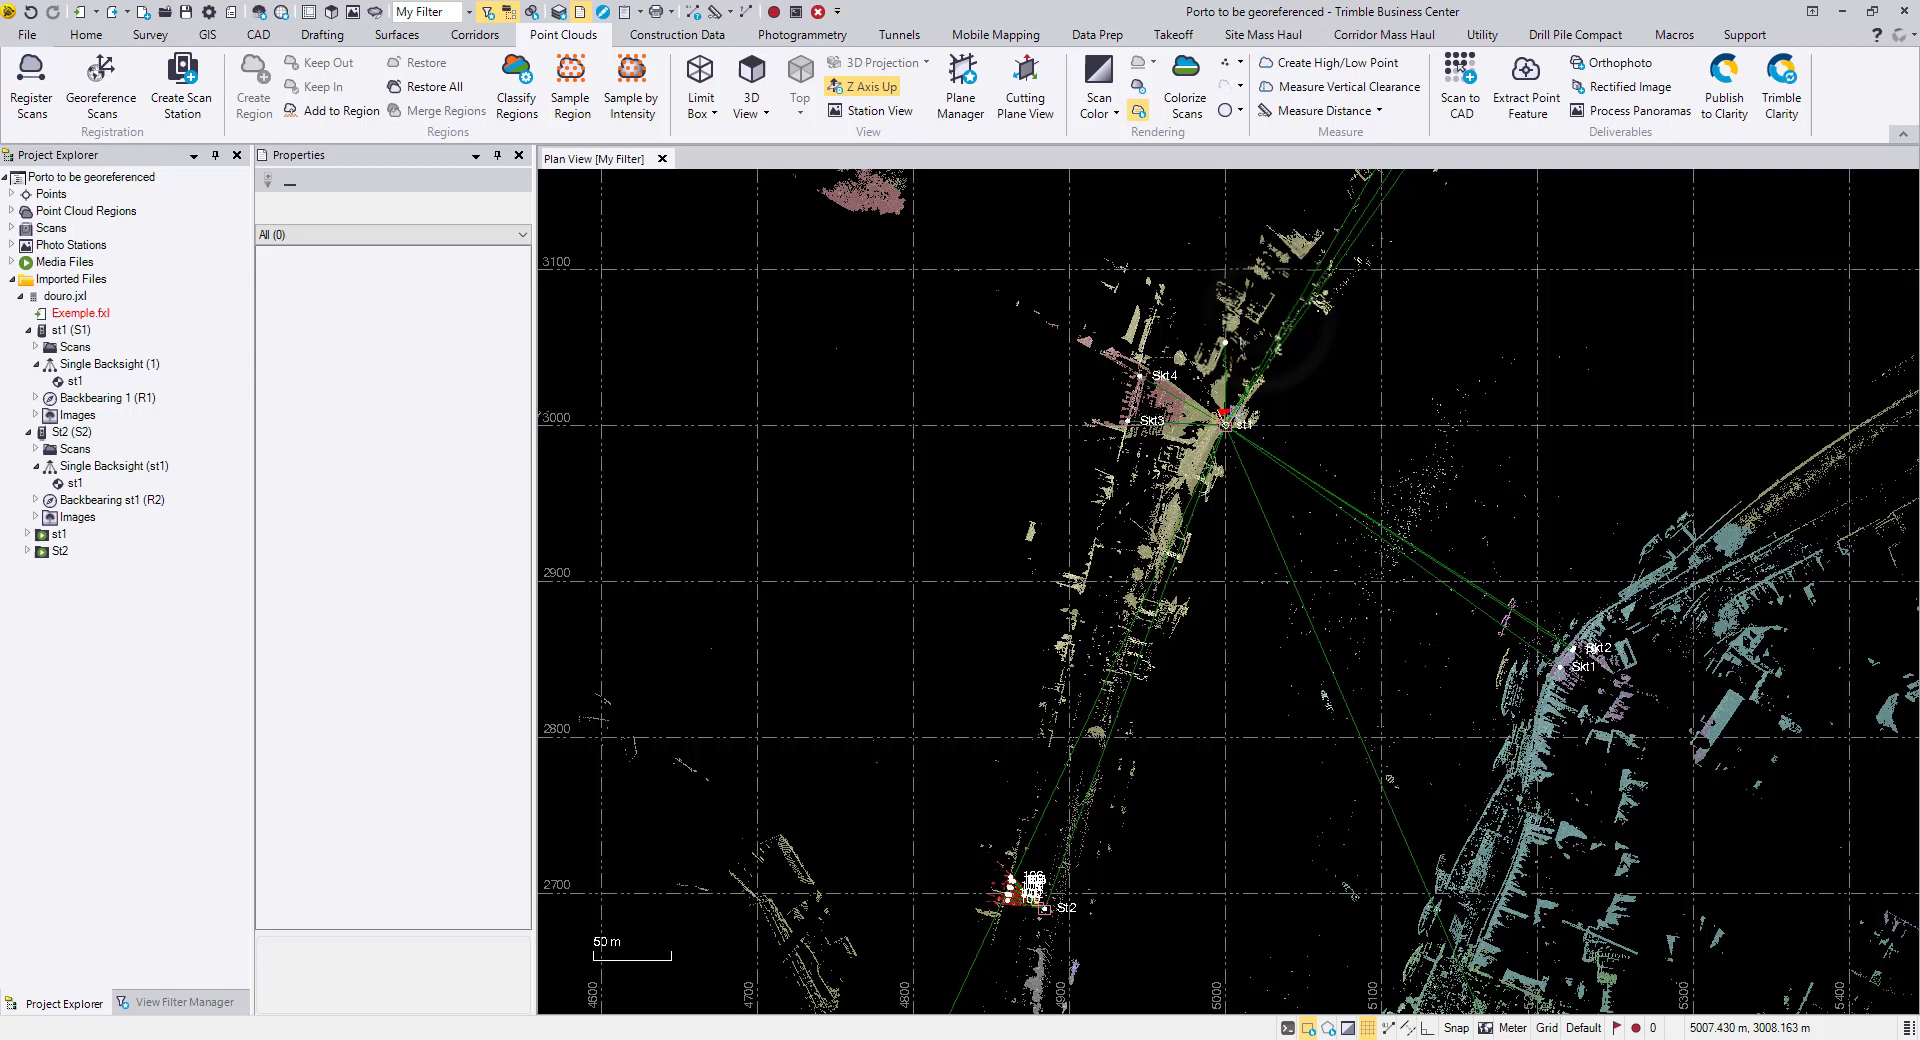 My Filter
Porto to be georeferenced - Trimble Business Center
File Home Survey GIS CAD Drafting Surfaces Corridors Point Clouds Construction Data Photogrammetry Tunnels Mobile Mapping Data Prep Takeoff Site Mass Haul Corridor Mass Haul Utility Drill Pile Compact Macros Support
Register Scans
Georeference Scans
Create Scan Station
Registration
Create Region
Keep Out
Keep In
Add to Region
Restore
Restore All
Merge Regions
Classify Regions
Sample Region
Sample by Intensity
Regions
Limit Box
3D View
Top
3D Projection
Z Axis Up
Station View
Plane Manager
Cutting Plane View
View
Scan Color
Colorize Scans
Rendering
Create High/Low Point
Measure Vertical Clearance
Measure Distance
Measure
Scan to CAD
Extract Point Feature
Orthophoto
Rectified Image
Process Panoramas
Publish to Clarity
Trimble Clarity
Deliverables
Project Explorer
Porto to be georeferenced
Points
Point Cloud Regions
Scans
Photo Stations
Media Files
Imported Files
douro.jxl
Exemple.fxl
st1 (S1)
Scans
Single Backsight (1)
st1
Backbearing 1 (R1)
Images
St2 (S2)
Scans
Single Backsight (st1)
st1
Backbearing st1 (R2)
Images
st1
St2
Project Explorer
View Filter Manager
Properties
All (0)
Plan View [My Filter]
3100
3000
2900
2800
2700
Skt4
Skt3
st1
Skt2
Skt1
St2
50 m
4600
4700
4800
4900
5000
5100
5300
5400
Snap Meter Grid Default 0 5007.430 m, 3008.163 m